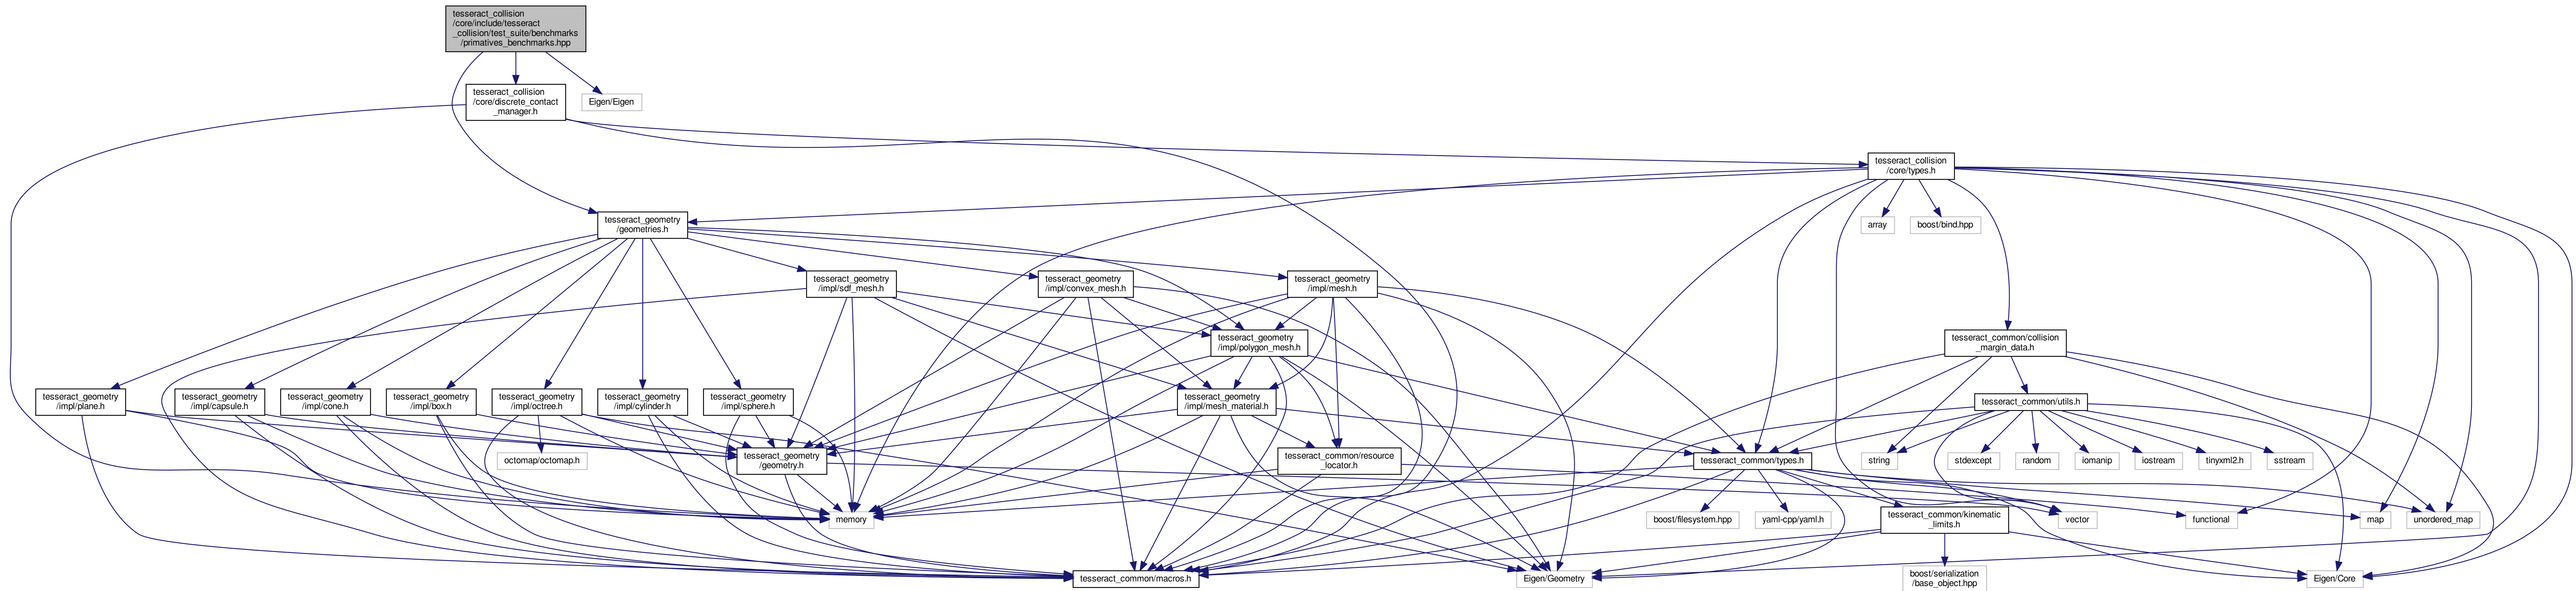 tesseract_collision
/core/include/tesseract
_collision/test_suite/benchmarks
/primatives_benchmarks.hpp
tesseract_collision
/core/discrete_contact
_manager.h
Eigen/Eigen
tesseract_collision
/core/types.h
tesseract_geometry
/geometries.h
array
boost/bind.hpp
tesseract_geometry
/impl/sdf_mesh.h
tesseract_geometry
/impl/convex_mesh.h
tesseract_geometry
/impl/mesh.h
tesseract_geometry
/impl/polygon_mesh.h
tesseract_common/collision
_margin_data.h
tesseract_geometry
/impl/plane.h
tesseract_geometry
/impl/capsule.h
tesseract_geometry
/impl/cone.h
tesseract_geometry
/impl/box.h
tesseract_geometry
/impl/octree.h
tesseract_geometry
/impl/cylinder.h
tesseract_geometry
/impl/sphere.h
tesseract_geometry
/impl/mesh_material.h
tesseract_common/utils.h
octomap/octomap.h
tesseract_geometry
/geometry.h
tesseract_common/resource
_locator.h
tesseract_common/types.h
string
stdexcept
random
iomanip
iostream
tinyxml2.h
sstream
memory
boost/filesystem.hpp
yaml-cpp/yaml.h
tesseract_common/kinematic
_limits.h
vector
functional
map
unordered_map
tesseract_common/macros.h
Eigen/Geometry
boost/serialization
/base_object.hpp
Eigen/Core